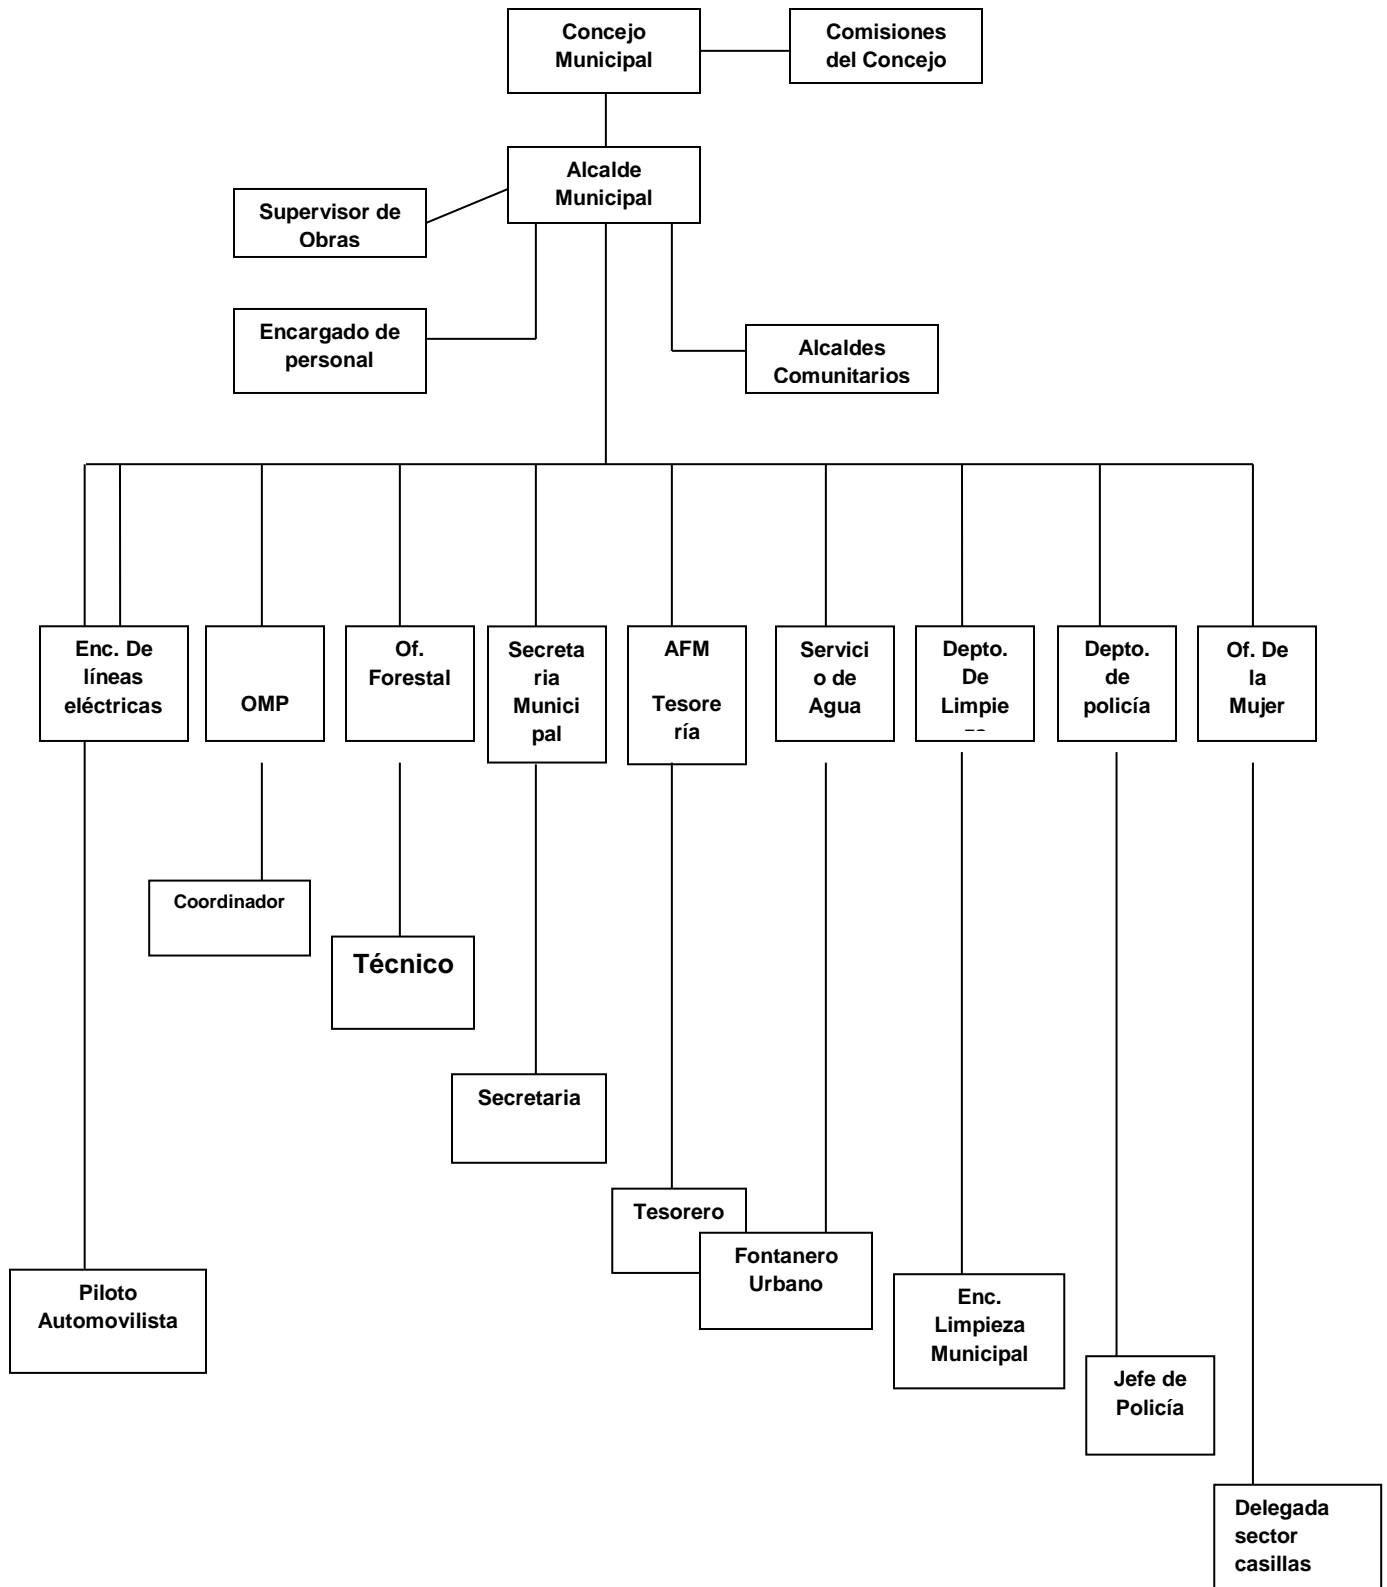 Concejo
Municipal
Comisiones
del Concejo
Alcalde
Municipal
Supervisor de
Obras
Encargado de
personal
Alcaldes
Comunitarios
Enc. De
líneas
eléctricas
OMP
Of.
Forestal
Secreta
ria
Munici
pal
AFM
Tesore
ría
Servici
o de
Agua
Depto.
De
Limpie
Depto.
de
policía
Of. De
la
Mujer
Coordinador
Técnico
Secretaria
Tesorero
Fontanero
Urbano
Piloto
Automovilista
Enc.
Limpieza
Municipal
Jefe de
Policía
Delegada
sector
casillas